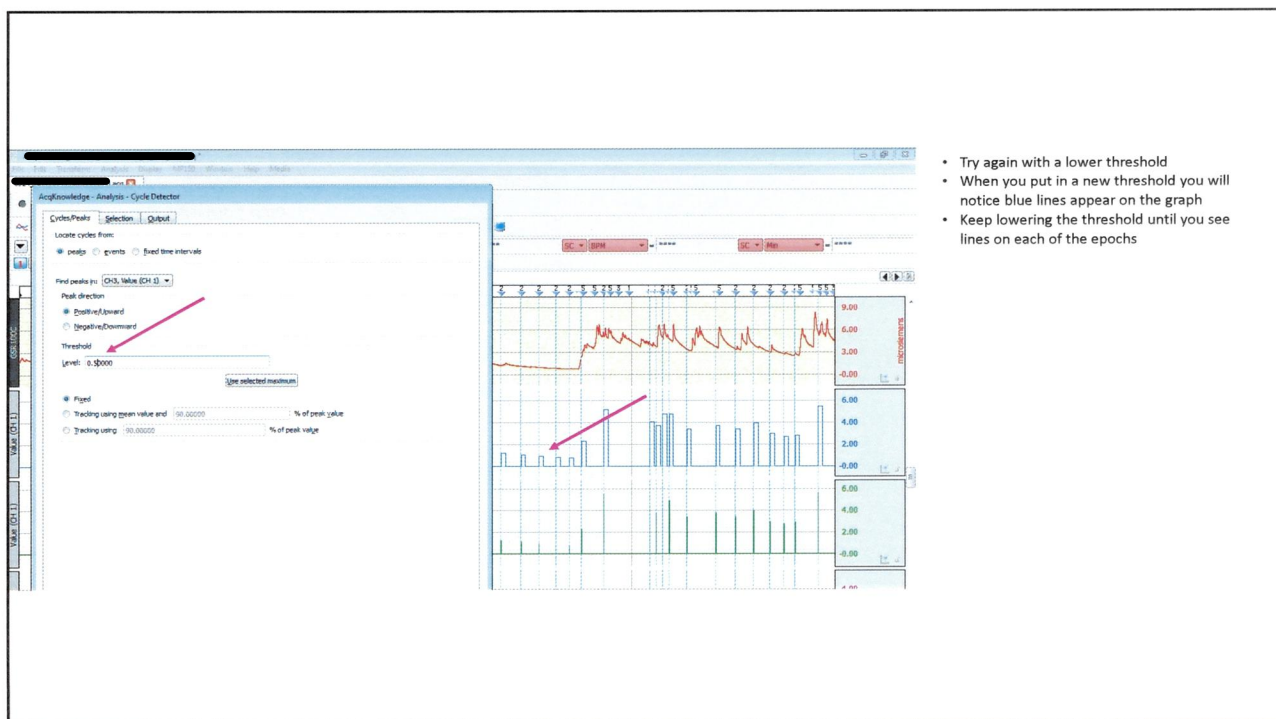 AcqKnowledge - Analysis - Cycle Detector
Cycles/Peaks Selection Output
Locate cycles from:
peaks events fixed time intervals
Find peaks in: CH3, Value (CH 1)
Peak direction
Positive/Upward
Negative/Downward
Threshold
Level: 0.50000
Use selected maximum
Fixed
Tracking using mean value and 90.00000 % of peak value
Tracking using 90.00000 % of peak value
SC BPM = **** SC = ****
9.00
6.00
3.00
-0.00
microsiemens
6.00
4.00
2.00
-0.00
6.00
4.00
2.00
-0.00
Value (CH 1)
Value (CH 1)
• Try again with a lower threshold
• When you put in a new threshold you will
notice blue lines appear on the graph
• Keep lowering the threshold until you see
lines on each of the epochs